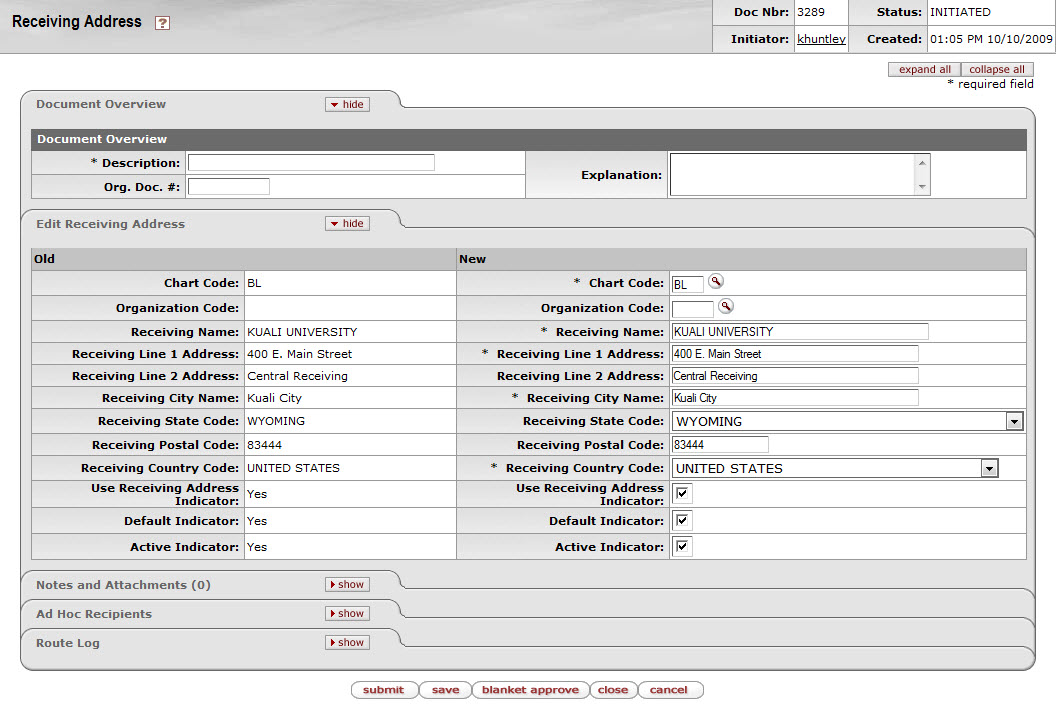 Receiving Address ?
Doc Nbr: 3289 Status: INITIATED
Initiator: khuntley Created: 01:05 PM 10/10/2009
expand all collapse all
* required field
Document Overview hide
Document Overview
* Description:
Org. Doc. #:
Explanation:
Edit Receiving Address hide
Old New
Chart Code: BL * Chart Code: BL
Organization Code: Organization Code:
Receiving Name: KUALI UNIVERSITY * Receiving Name: KUALI UNIVERSITY
Receiving Line 1 Address: 400 E. Main Street * Receiving Line 1 Address: 400 E. Main Street
Receiving Line 2 Address: Central Receiving Receiving Line 2 Address: Central Receiving
Receiving City Name: Kuali City * Receiving City Name: Kuali City
Receiving State Code: WYOMING Receiving State Code: WYOMING
Receiving Postal Code: 83444 Receiving Postal Code: 83444
Receiving Country Code: UNITED STATES * Receiving Country Code: UNITED STATES
Use Receiving Address Indicator: Yes Use Receiving Address Indicator:
Default Indicator: Yes Default Indicator:
Active Indicator: Yes Active Indicator:
Notes and Attachments (0) show
Ad Hoc Recipients show
Route Log show
submit save blanket approve close cancel